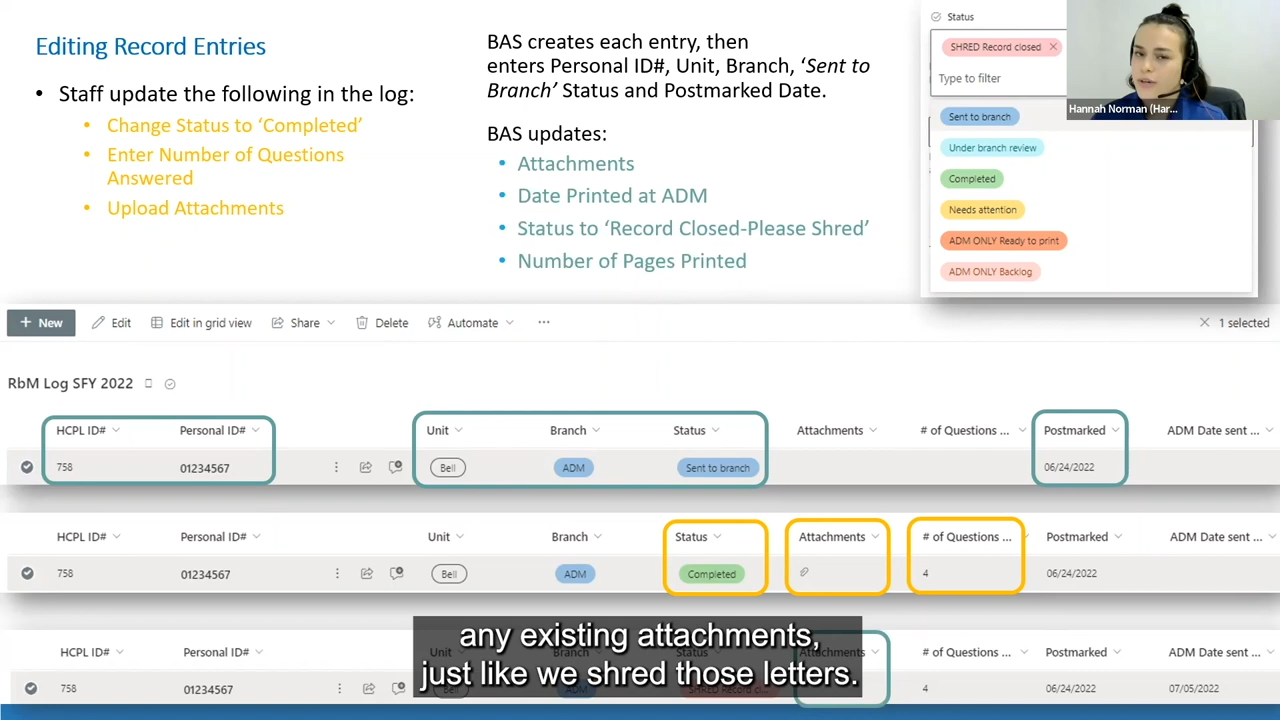 Editing Record Entries
• Staff update the following in the log:
• Change Status to ‘Completed’
• Enter Number of Questions
Answered
• Upload Attachments
BAS creates each entry, then
enters Personal ID#, Unit, Branch, ‘Sent to
Branch’ Status and Postmarked Date.
BAS updates:
• Attachments
• Date Printed at ADM
• Status to ‘Record Closed-Please Shred’
• Number of Pages Printed
Status
SHRED Record closed
Type to filter
Sent to branch
Under branch review
Completed
Needs attention
ADM ONLY Ready to print
ADM ONLY Backlog
Hannah Norman (Har...
+ New Edit Edit in grid view Share Delete Automate ... 1 selected
RbM Log SFY 2022
HCPL ID# Personal ID# Unit Branch Status Attachments # of Questions ... Postmarked ADM Date sent ...
758 01234567 Bell ADM Sent to branch 06/24/2022
HCPL ID# Personal ID# Unit Branch Status Attachments # of Questions ... Postmarked ADM Date sent ...
758 01234567 Bell ADM Completed 4 06/24/2022
HCPL ID# Personal ID# Attachments # of Questions ... Postmarked ADM Date sent ...
758 01234567 4 06/24/2022 07/05/2022
any existing attachments,
just like we shred those letters.